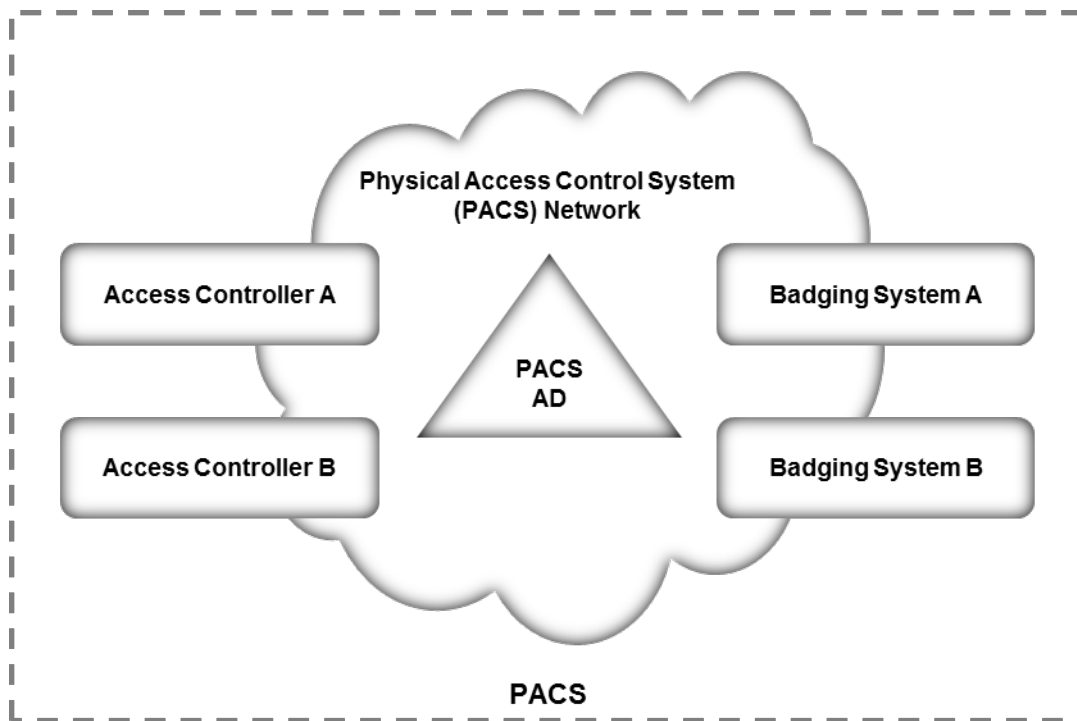 Physical Access Control System
(PACS) Network
Access Controller A
Badging System A
PACS
AD
Access Controller B
Badging System B
PACS